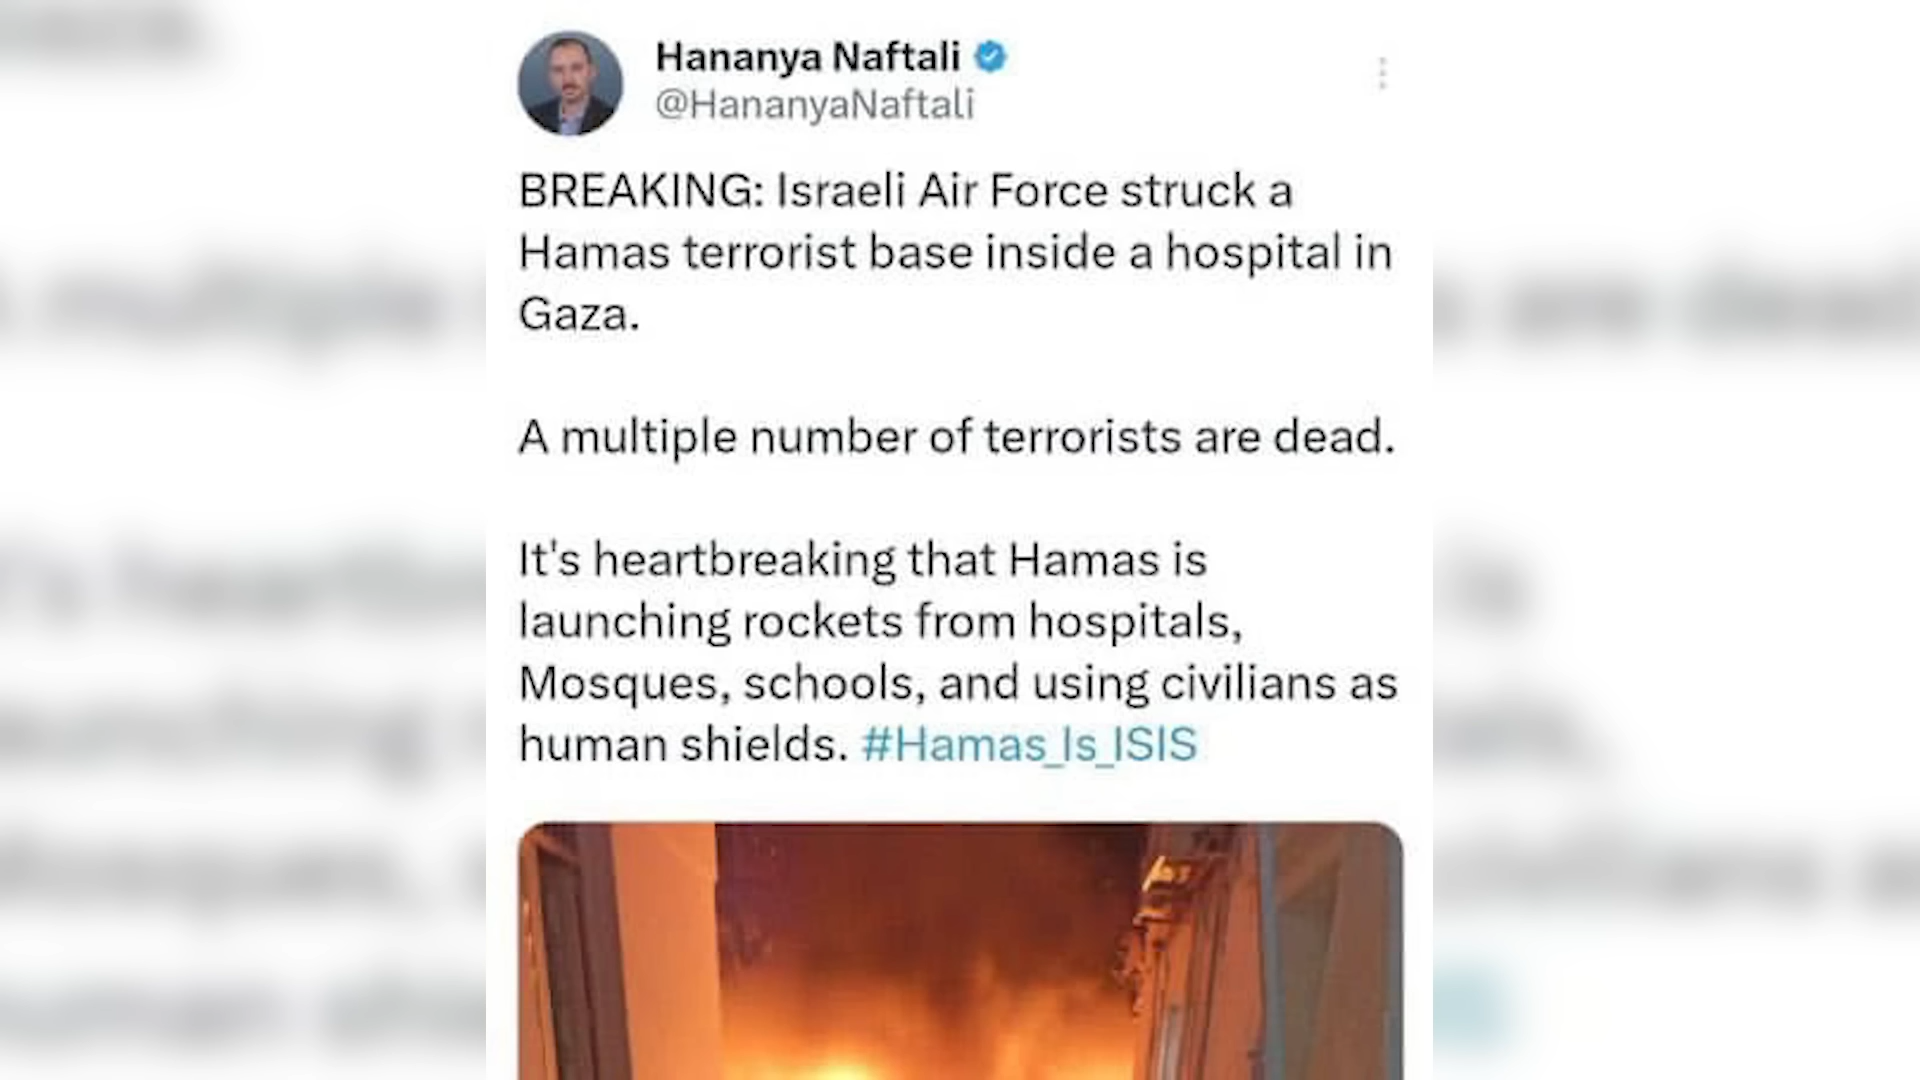 Hananya Naftali
@HananyaNaftali
BREAKING: Israeli Air Force struck a
Hamas terrorist base inside a hospital in
Gaza.
A multiple number of terrorists are dead.
It's heartbreaking that Hamas is
launching rockets from hospitals,
Mosques, schools, and using civilians as
human shields. #Hamas_Is_ISIS